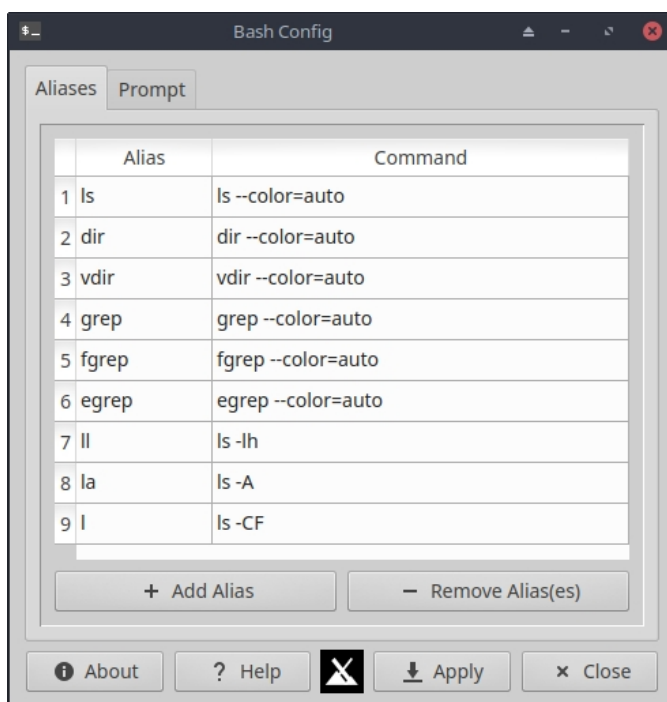 $_ Bash Config
Aliases Prompt
Alias Command
1 ls ls --color=auto
2 dir dir --color=auto
3 vdir vdir --color=auto
4 grep grep --color=auto
5 fgrep fgrep --color=auto
6 egrep egrep --color=auto
7 ll ls -lh
8 la ls -A
9 l ls -CF
+ Add Alias − Remove Alias(es)
About ? Help Apply × Close